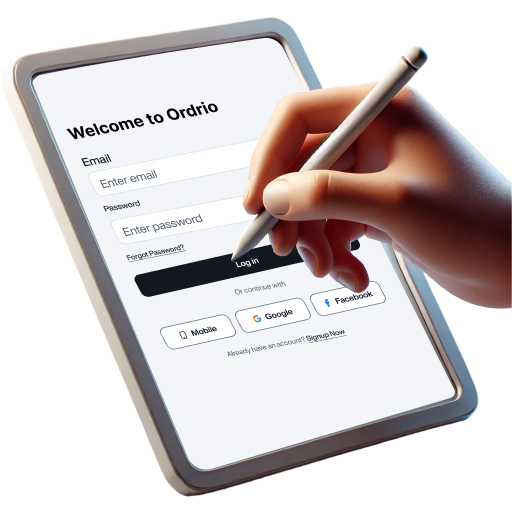 Welcome to Ordrio
Email
Enter email
Password
Enter password
Forgot Password?
Log in
Or continue with
Mobile
Google
Facebook
Already have an account? Signup Now